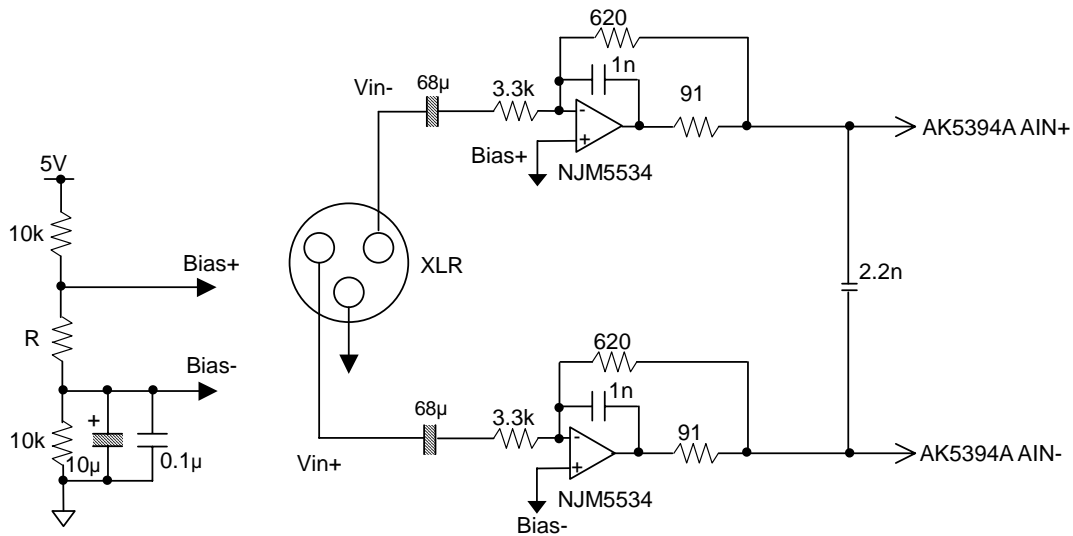 620
1n
Vin-
68µ
3.3k
91
-
+
AK5394A AIN+
Bias+
NJM5534
5V
10k
Bias+
XLR
2.2n
R
Bias-
620
1n
68µ
3.3k
91
-
+
AK5394A AIN-
+
10k
10µ
0.1µ
Vin+
NJM5534
Bias-